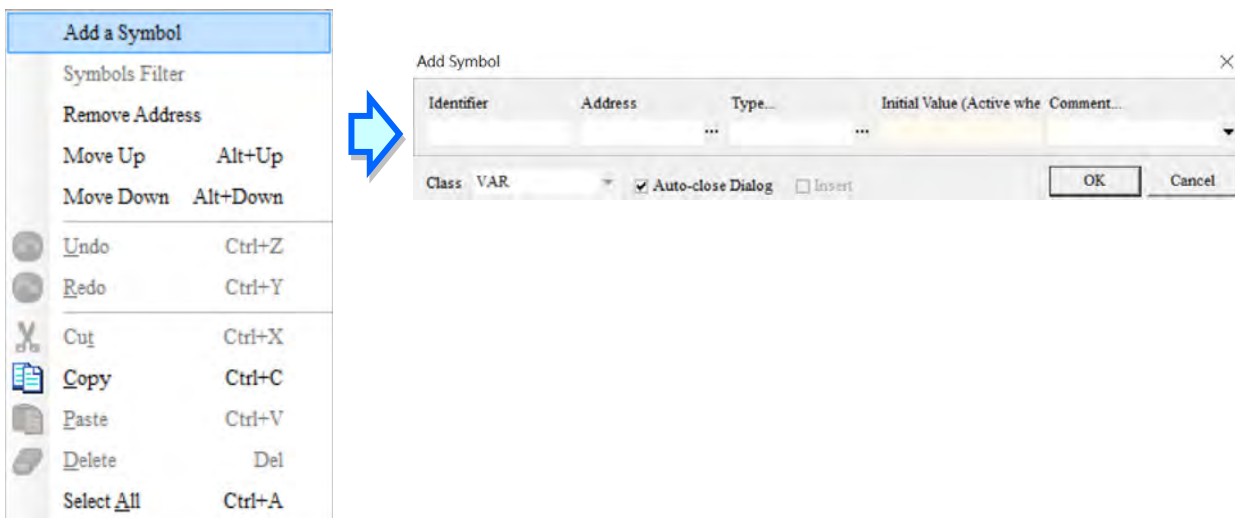 Add a Symbol
Symbols Filter
Remove Address
Move Up Alt+Up
Move Down Alt+Down
Undo Ctrl+Z
Redo Ctrl+Y
Cut Ctrl+X
Copy Ctrl+C
Paste Ctrl+V
Delete Del
Select All Ctrl+A
Add Symbol
Identifier Address Type... Initial Value (Active whe Comment...
... ...
Class VAR Auto-close Dialog Insert OK Cancel